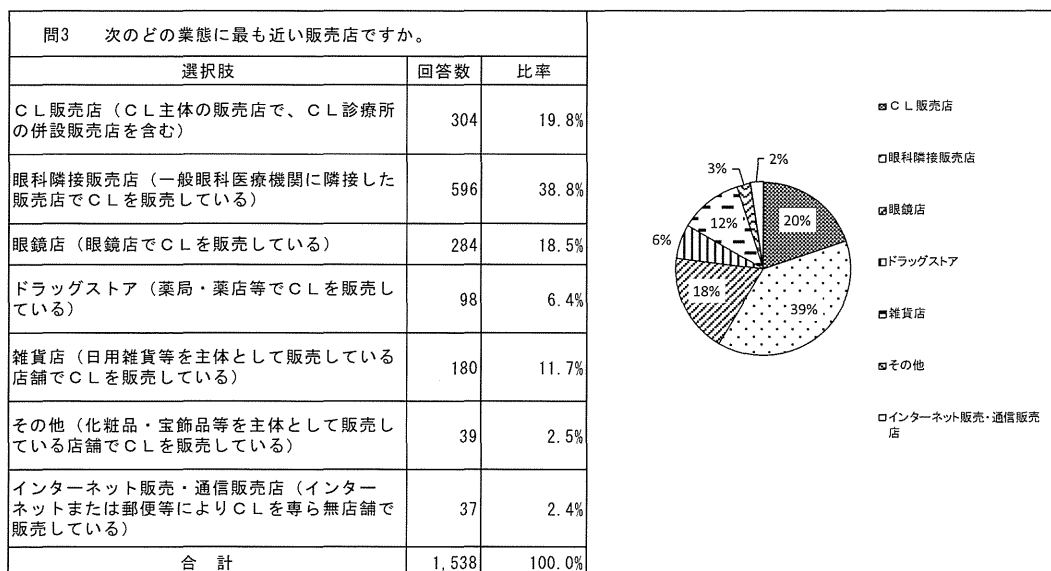 問3　次のどの業態に最も近い販売店ですか。
選択肢 回答数 比率
ＣＬ販売店（ＣＬ主体の販売店で、ＣＬ診療所
の併設販売店を含む） 304 19.8%
眼科隣接販売店（一般眼科医療機関に隣接した
販売店でＣＬを販売している） 596 38.8%
眼鏡店（眼鏡店でＣＬを販売している） 284 18.5%
ドラッグストア（薬局・薬店等でＣＬを販売し
ている） 98 6.4%
雑貨店（日用雑貨等を主体として販売している
店舗でＣＬを販売している） 180 11.7%
その他（化粧品・宝飾品等を主体として販売し
ている店舗でＣＬを販売している） 39 2.5%
インターネット販売・通信販売店（インター
ネットまたは郵便等によりＣＬを専ら無店舗で
販売している） 37 2.4%
合　計 1,538 100.0%
20%
39%
18%
6%
12%
3%
2%
ＣＬ販売店
眼科隣接販売店
眼鏡店
ドラッグストア
雑貨店
その他
インターネット販売・通信販売
店